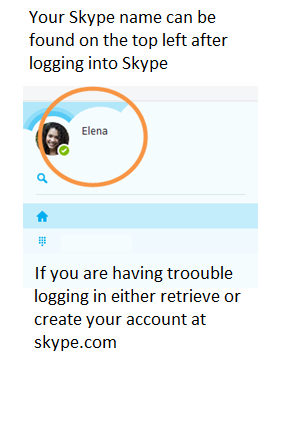 Your Skype name can be
found on the top left after
logging into Skype
Elena
If you are having troouble
logging in either retrieve or
create your account at
skype.com